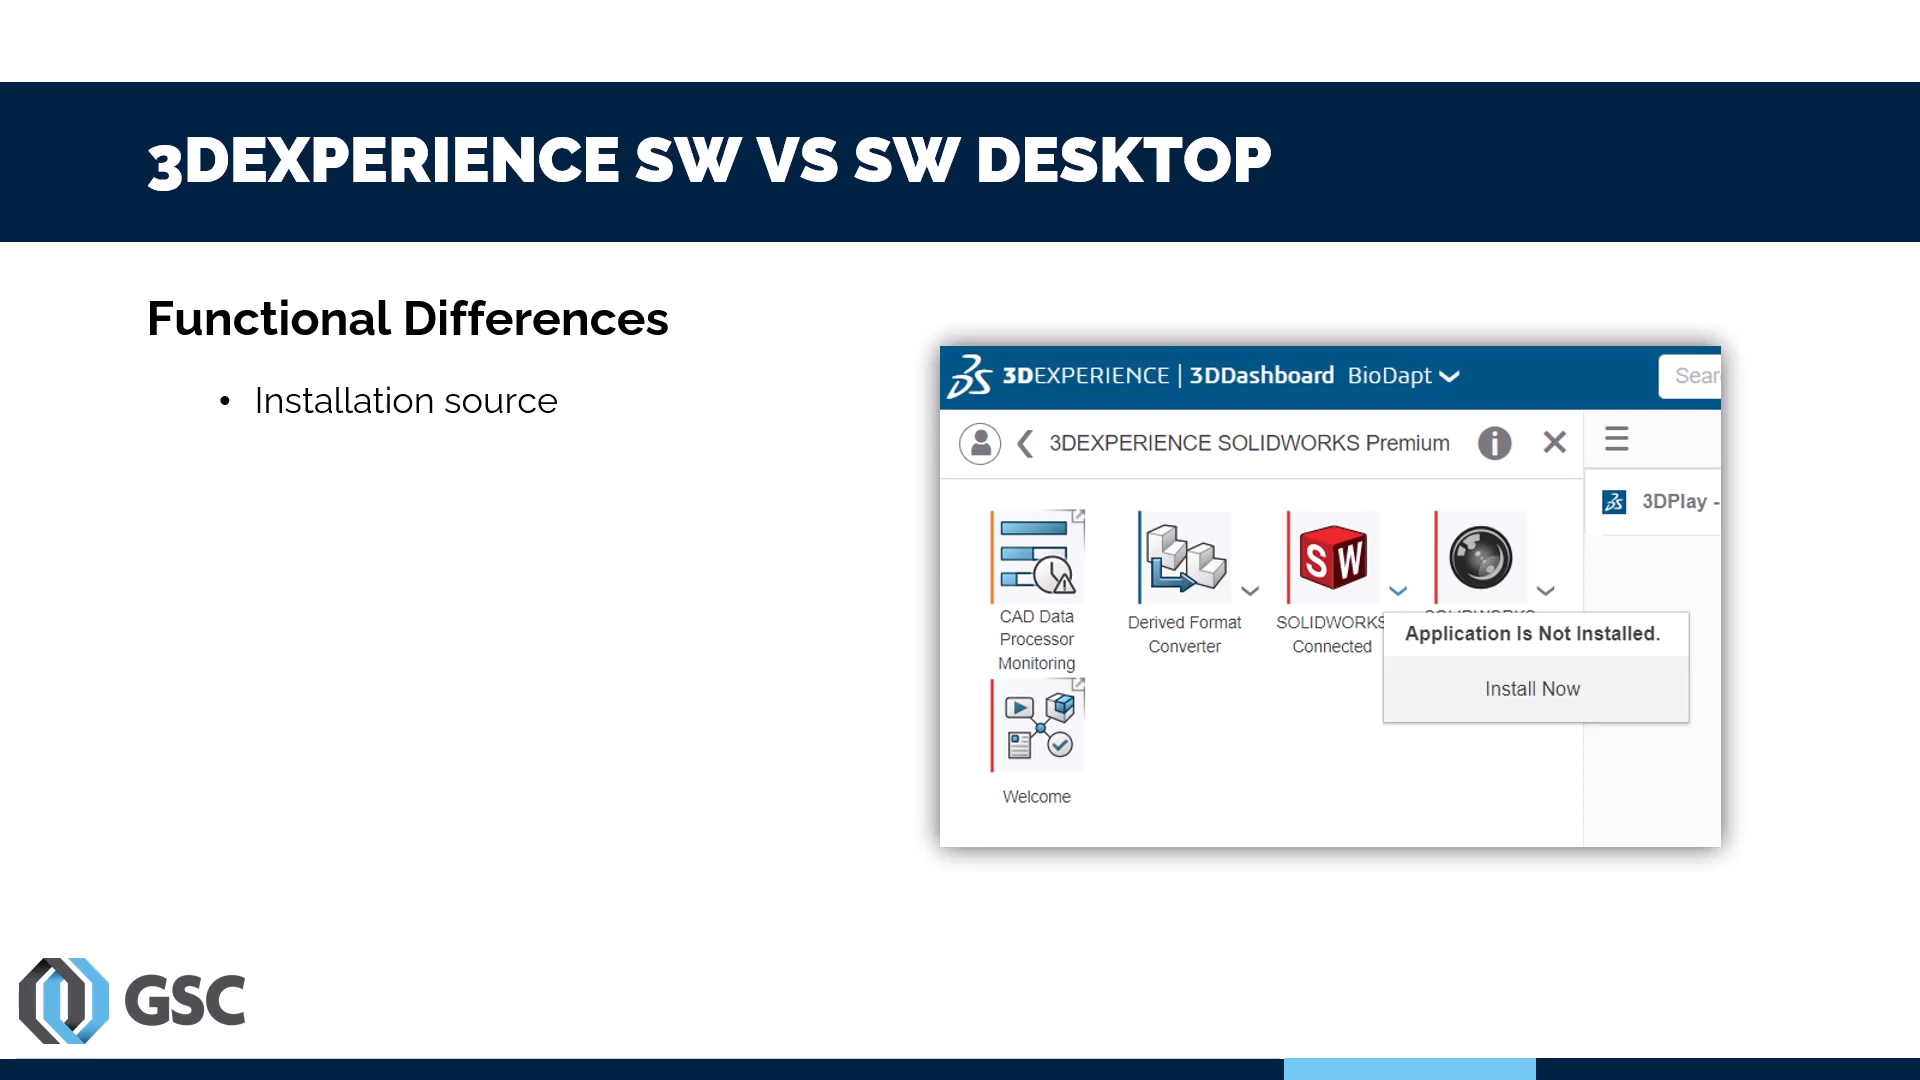 3DEXPERIENCE SW VS SW DESKTOP
Functional Differences
• Installation source
3DEXPERIENCE | 3DDashboard BioDapt
Sear
3DEXPERIENCE SOLIDWORKS Premium
3DPlay -
CAD Data
Processor
Monitoring
Derived Format
Converter
SOLIDWORKS
Connected
SOLIDWORKS
Application Is Not Installed.
Install Now
Welcome
GSC